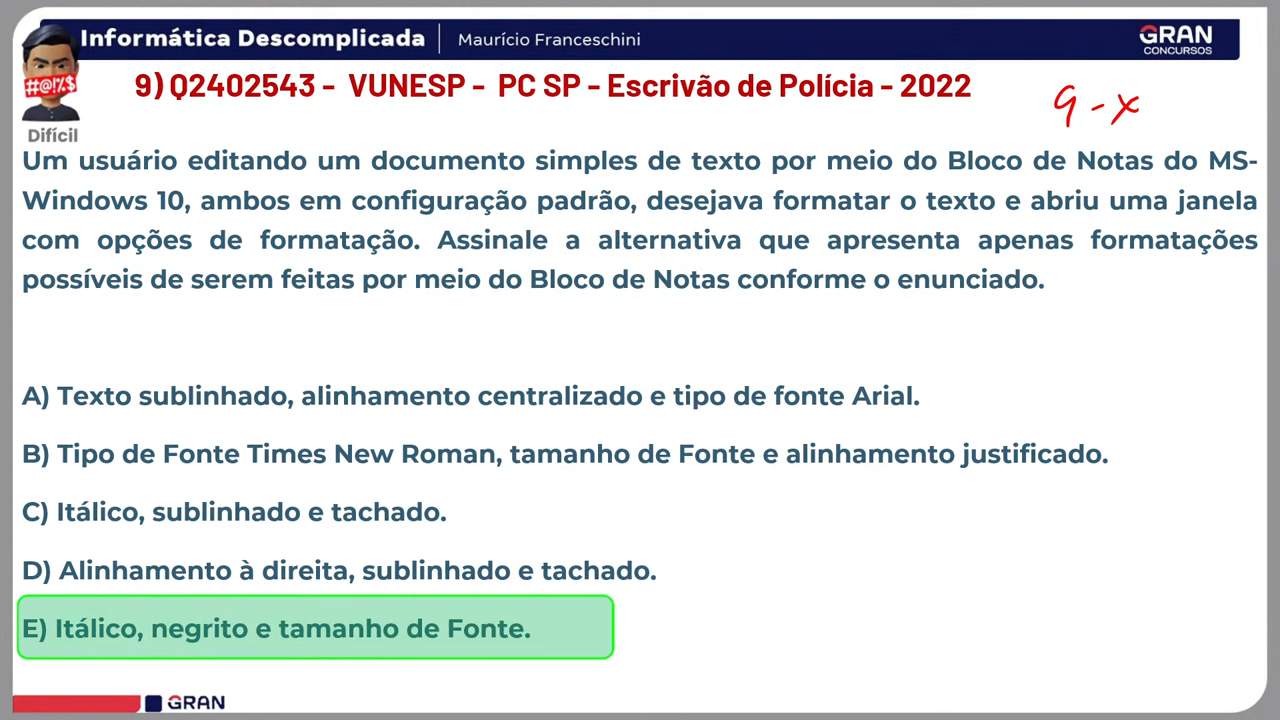 Informática Descomplicada | Maurício Franceschini
GRAN
CONCURSOS
#@!%$
Difícil
9) Q2402543 - VUNESP - PC SP - Escrivão de Polícia - 2022
9-x
Um usuário editando um documento simples de texto por meio do Bloco de Notas do MS-
Windows 10, ambos em configuração padrão, desejava formatar o texto e abriu uma janela
com opções de formatação. Assinale a alternativa que apresenta apenas formatações
possíveis de serem feitas por meio do Bloco de Notas conforme o enunciado.
A) Texto sublinhado, alinhamento centralizado e tipo de fonte Arial.
B) Tipo de Fonte Times New Roman, tamanho de Fonte e alinhamento justificado.
C) Itálico, sublinhado e tachado.
D) Alinhamento à direita, sublinhado e tachado.
E) Itálico, negrito e tamanho de Fonte.
GRAN